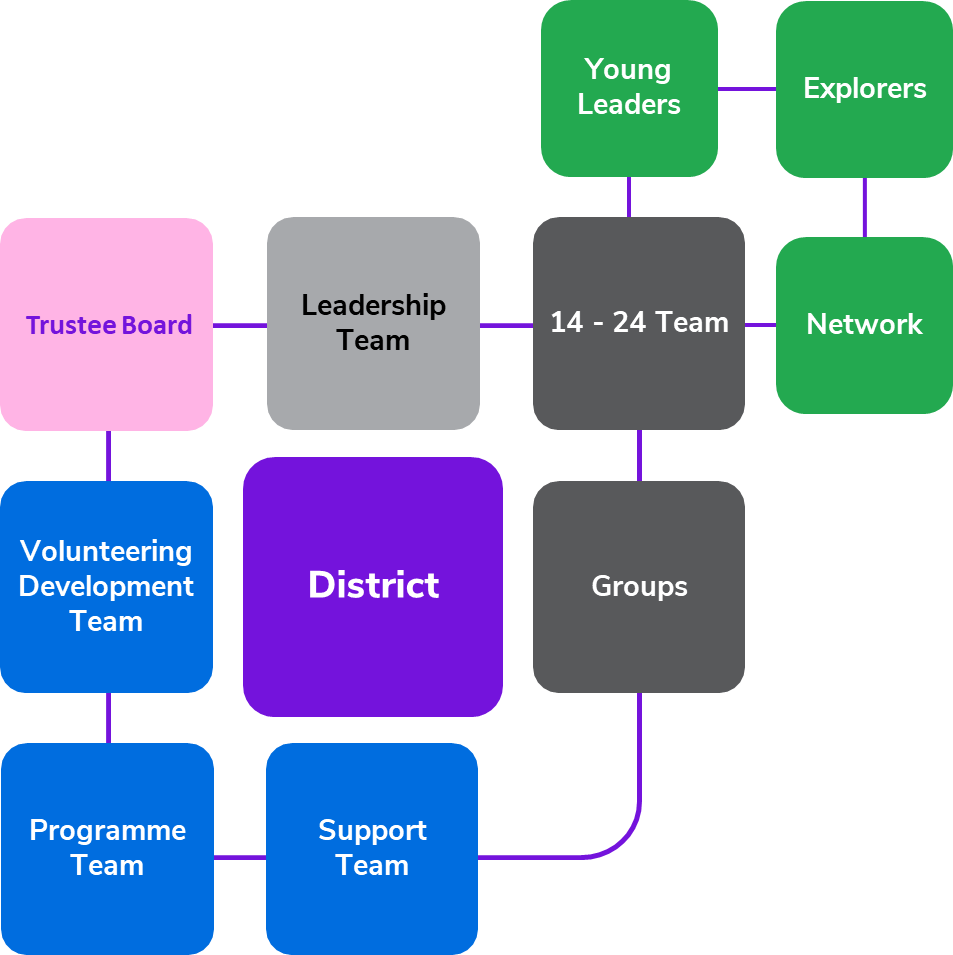 Young
Leaders
Explorers
Trustee Board
Leadership
Team
14 - 24 Team
Network
Volunteering
Development
Team
District
Groups
Programme
Team
Support
Team